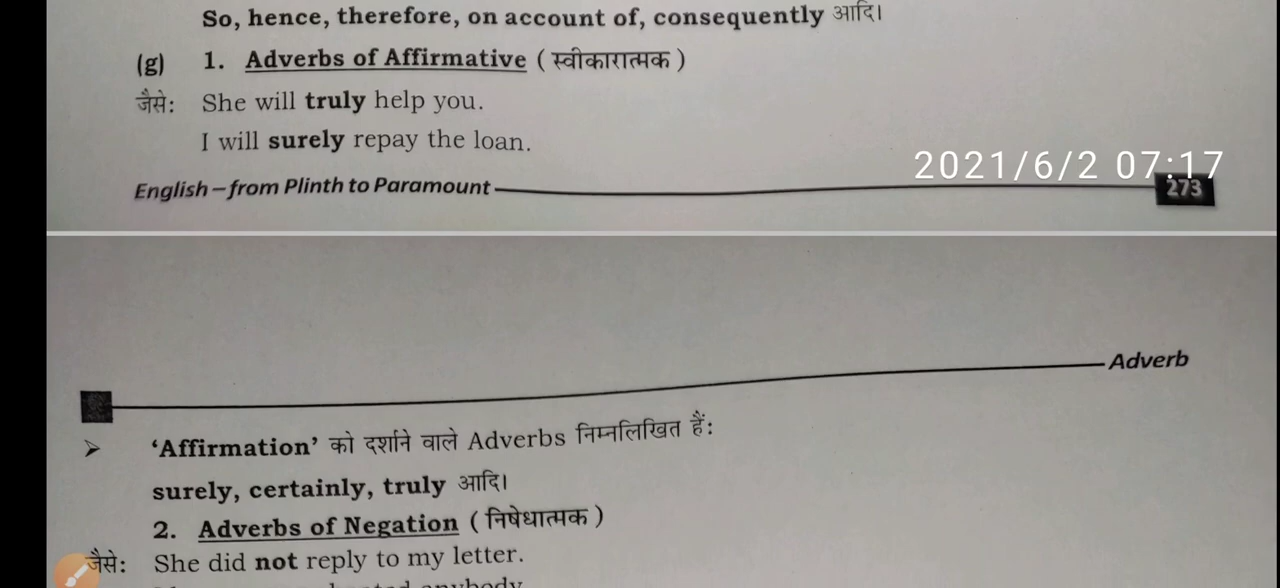 So, hence, therefore, on account of, consequently आदि।
(g) 1. Adverbs of Affirmative ( स्वीकारात्मक )
जैसे: She will truly help you.
I will surely repay the loan.
2021/6/2 07:17
English – from Plinth to Paramount 273
Adverb
➢ ‘Affirmation’ को दर्शाने वाले Adverbs निम्नलिखित हैं:
surely, certainly, truly आदि।
2. Adverbs of Negation ( निषेधात्मक )
जैसे: She did not reply to my letter.
anybody